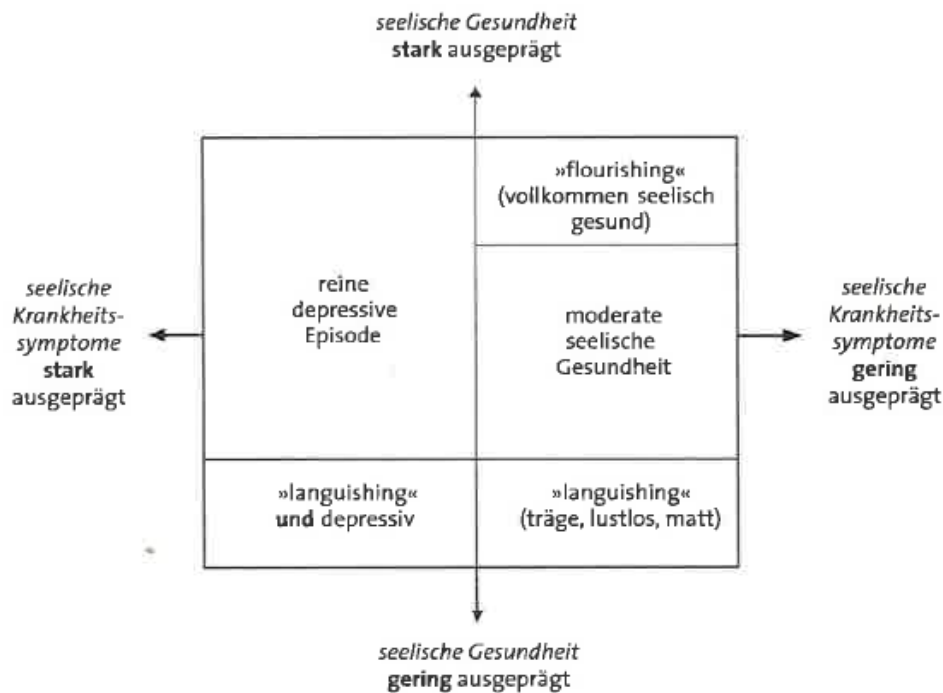 seelische Gesundheit
stark ausgeprägt
»flourishing«
(vollkommen seelisch
gesund)
reine
depressive
Episode
moderate
seelische
Gesundheit
seelische
Krankheits-
symptome
stark
ausgeprägt
seelische
Krankheits-
symptome
gering
ausgeprägt
»languishing«
und depressiv
»languishing«
(träge, lustlos, matt)
seelische Gesundheit
gering ausgeprägt